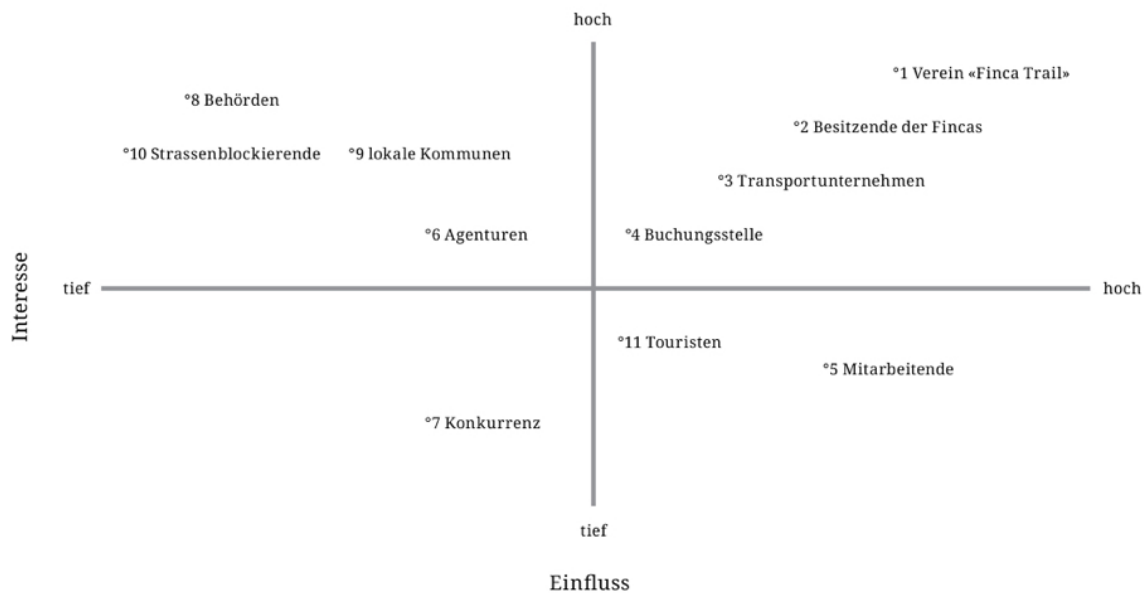 hoch
°1 Verein «Finca Trail»
°8 Behörden
°2 Besitzende der Fincas
°10 Strassenblockierende
°9 lokale Kommunen
°3 Transportunternehmen
°6 Agenturen
°4 Buchungsstelle
Interesse
tief
hoch
°11 Touristen
°5 Mitarbeitende
°7 Konkurrenz
tief
Einfluss